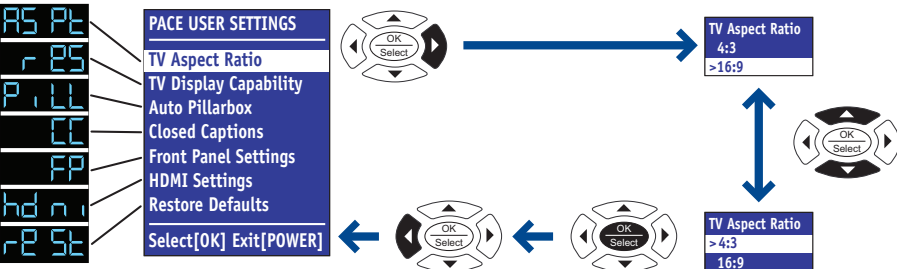 AS Pt
r ES
P i LL
CC
FP
hd n i
rE St
PACE USER SETTINGS
TV Aspect Ratio
TV Display Capability
Auto Pillarbox
Closed Captions
Front Panel Settings
HDMI Settings
Restore Defaults
Select[OK] Exit[POWER]
OK
Select
TV Aspect Ratio
4:3
>16:9
OK
Select
TV Aspect Ratio
>4:3
16:9
OK
Select
OK
Select